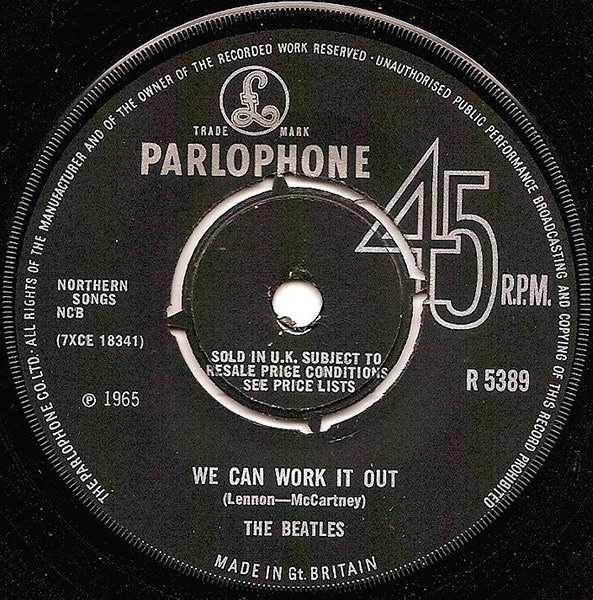 THE PARLOPHONE CO. LTD. ALL RIGHTS OF THE MANUFACTURER AND OF THE OWNER OF THE RECORDED WORK RESERVED · UNAUTHORISED PUBLIC PERFORMANCE BROADCASTING AND COPYING OF THIS RECORD PROHIBITED
£
TRADE MARK
PARLOPHONE
45
R.P.M.
NORTHERN
SONGS
NCB
(7XCE 18341)
℗ 1965
SOLD IN U.K. SUBJECT TO
RESALE PRICE CONDITIONS
SEE PRICE LISTS
R 5389
WE CAN WORK IT OUT
(Lennon—McCartney)
THE BEATLES
MADE IN Gt. BRITAIN